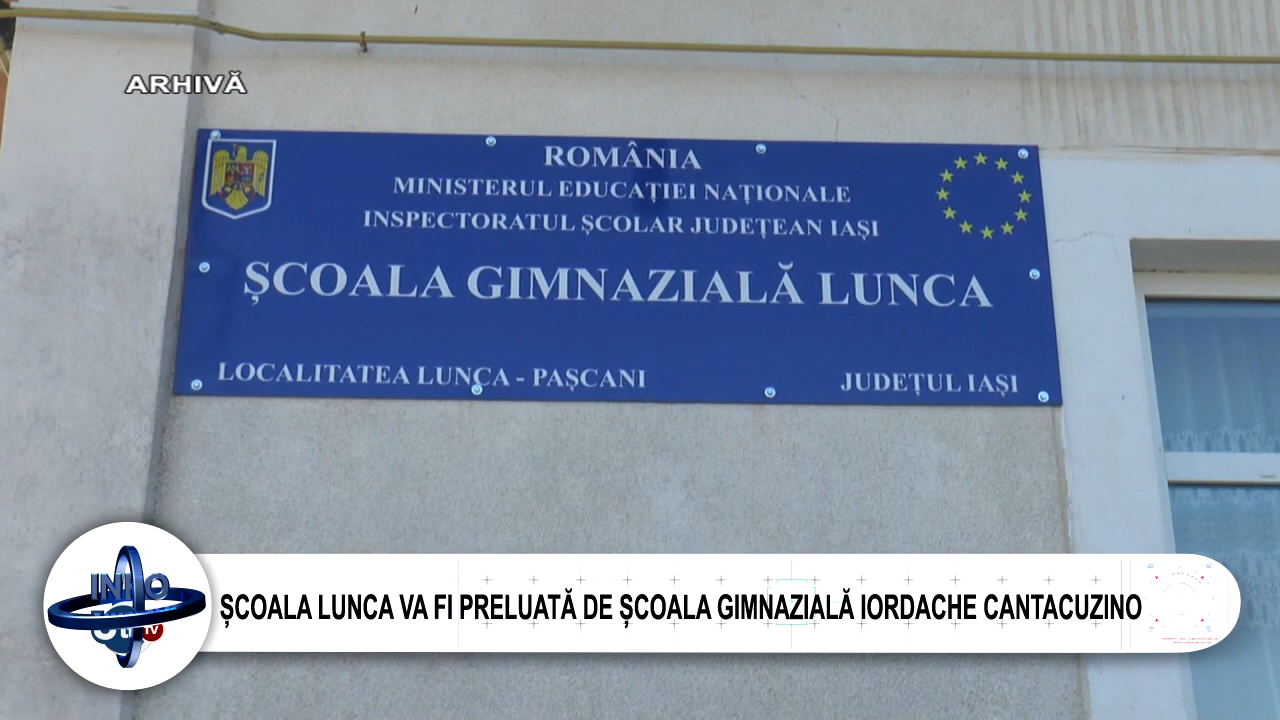 ARHIVĂ
ROMÂNIA
MINISTERUL EDUCAȚIEI NAȚIONALE
INSPECTORATUL ȘCOLAR JUDEȚEAN IAȘI
ȘCOALA GIMNAZIALĂ LUNCA
LOCALITATEA LUNCA - PAȘCANI
JUDEȚUL IAȘI
ȘCOALA LUNCA VA FI PRELUATĂ DE ȘCOALA GIMNAZIALĂ IORDACHE CANTACUZINO
TV